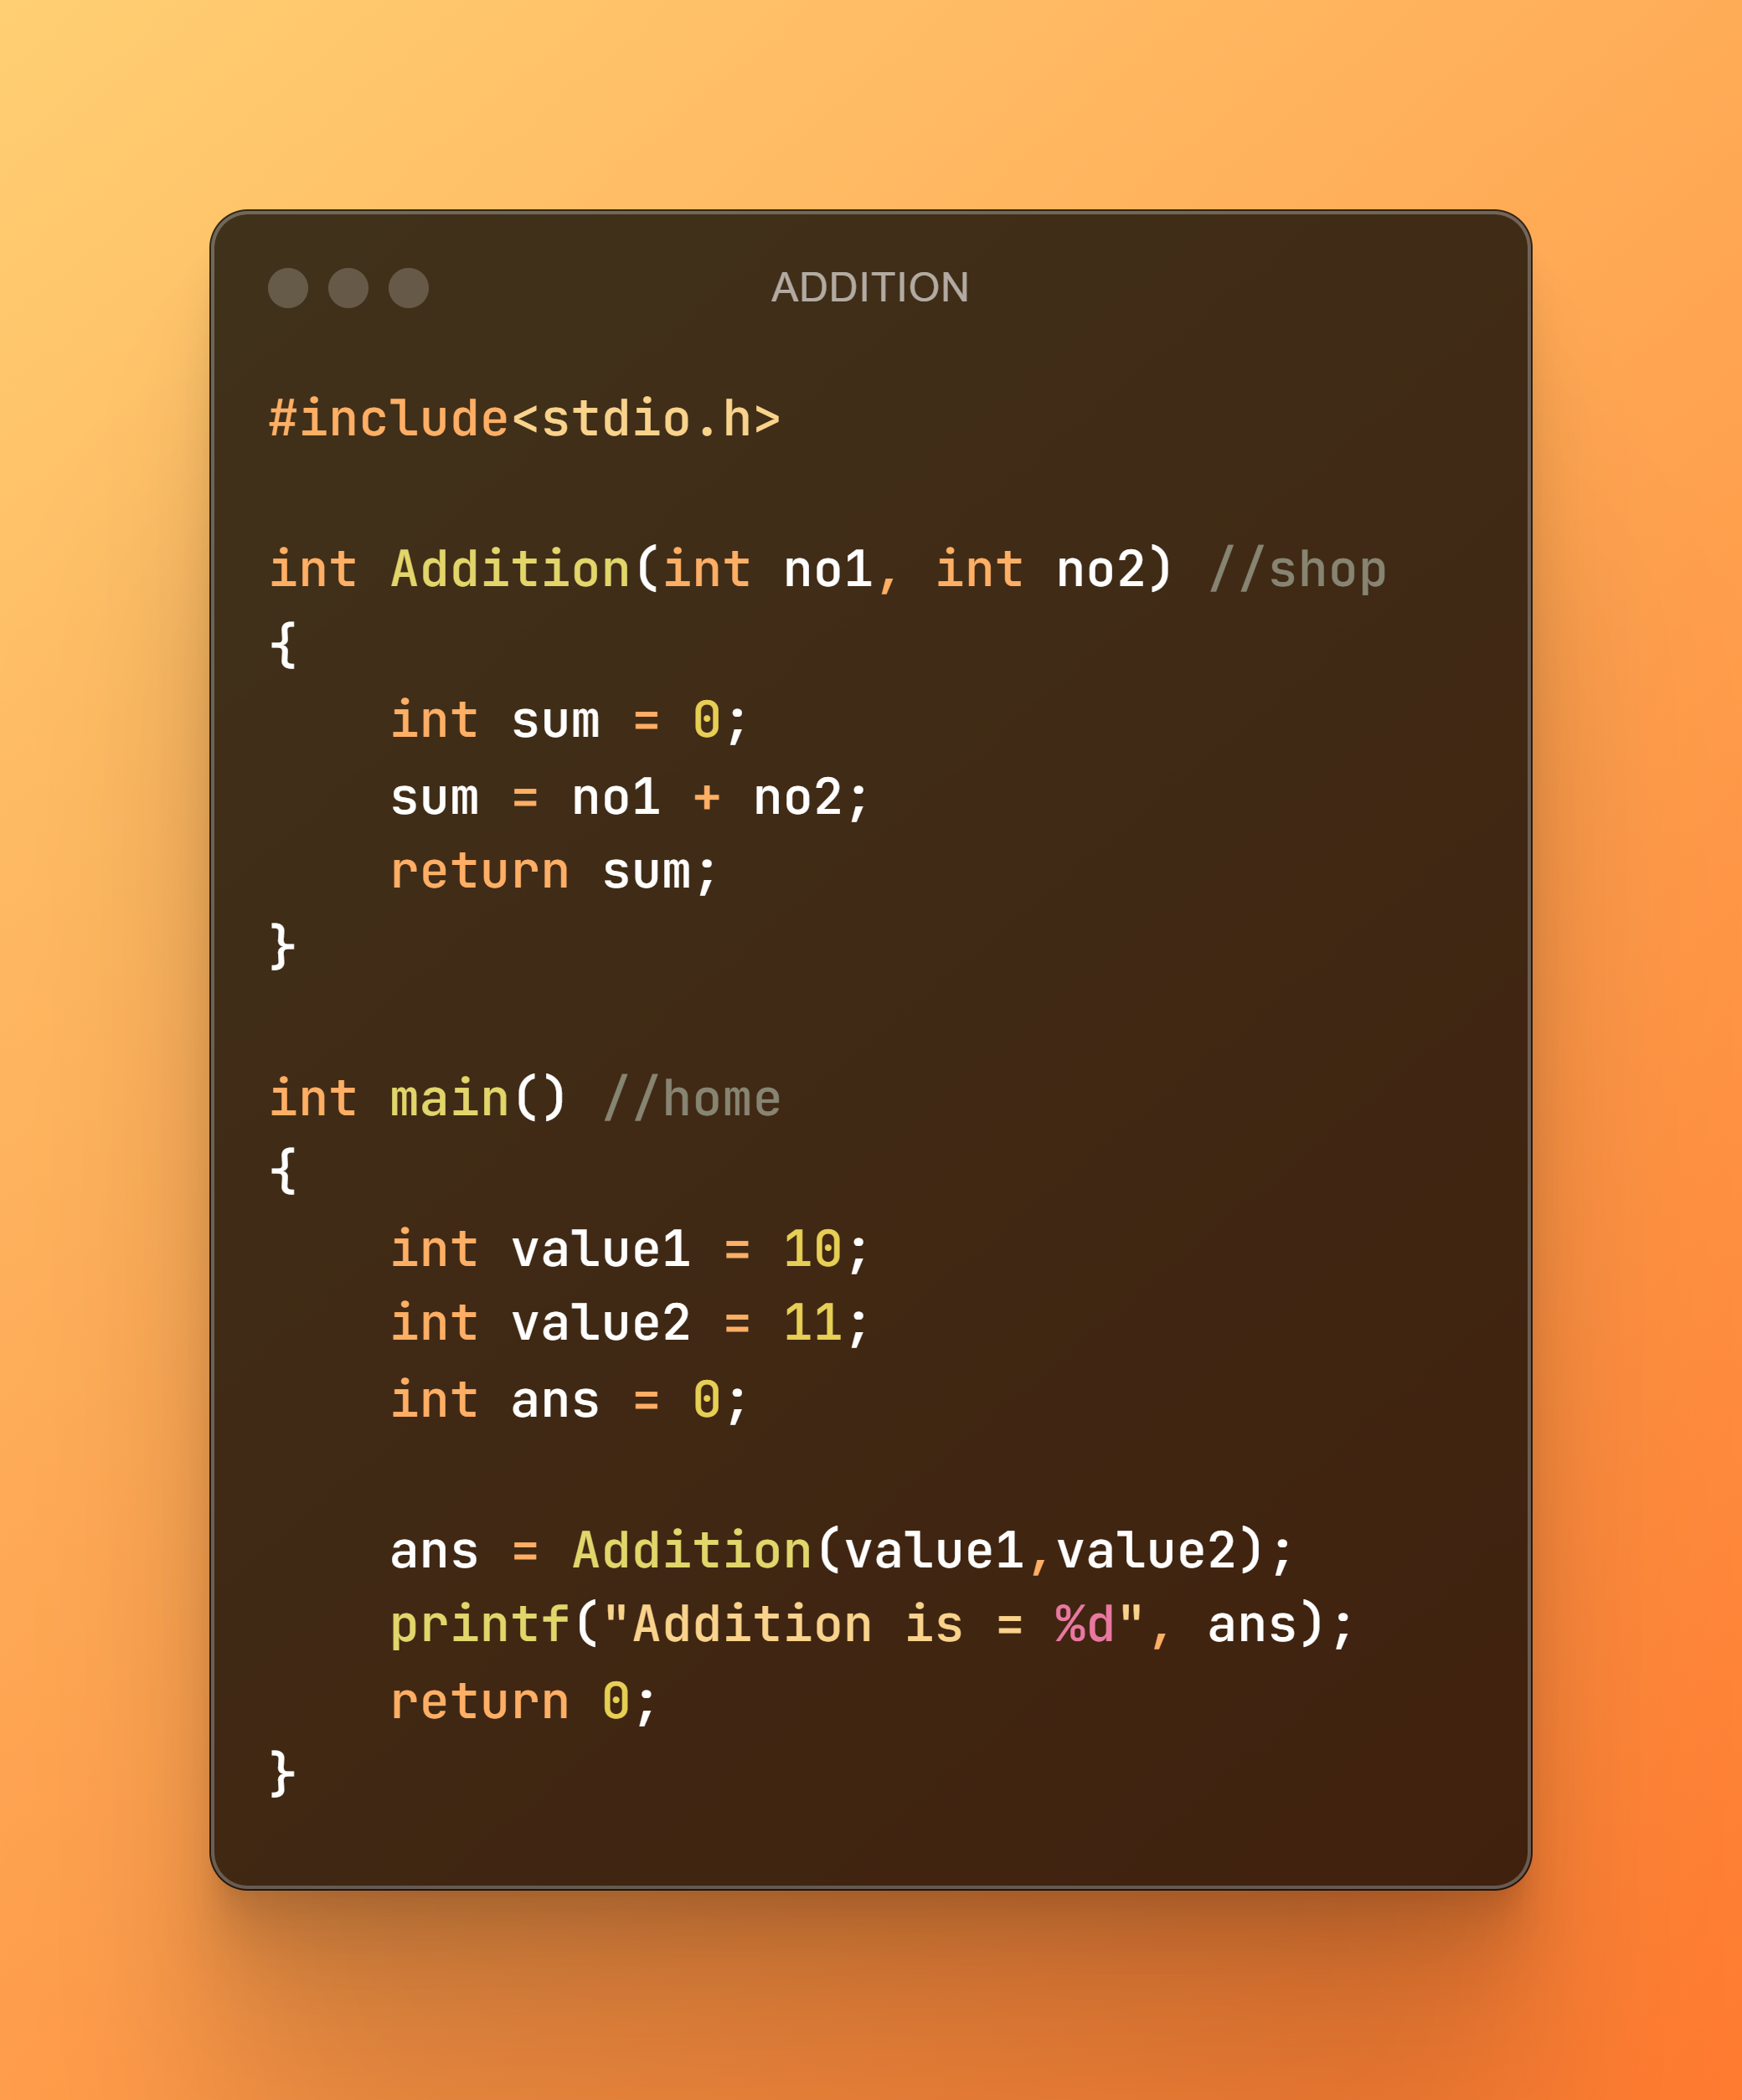 ADDITION
#include<stdio.h>
int Addition(int no1, int no2) //shop
{
    int sum = 0;
    sum = no1 + no2;
    return sum;
}
int main() //home
{
    int value1 = 10;
    int value2 = 11;
    int ans = 0;
    ans = Addition(value1,value2);
    printf("Addition is = %d", ans);
    return 0;
}